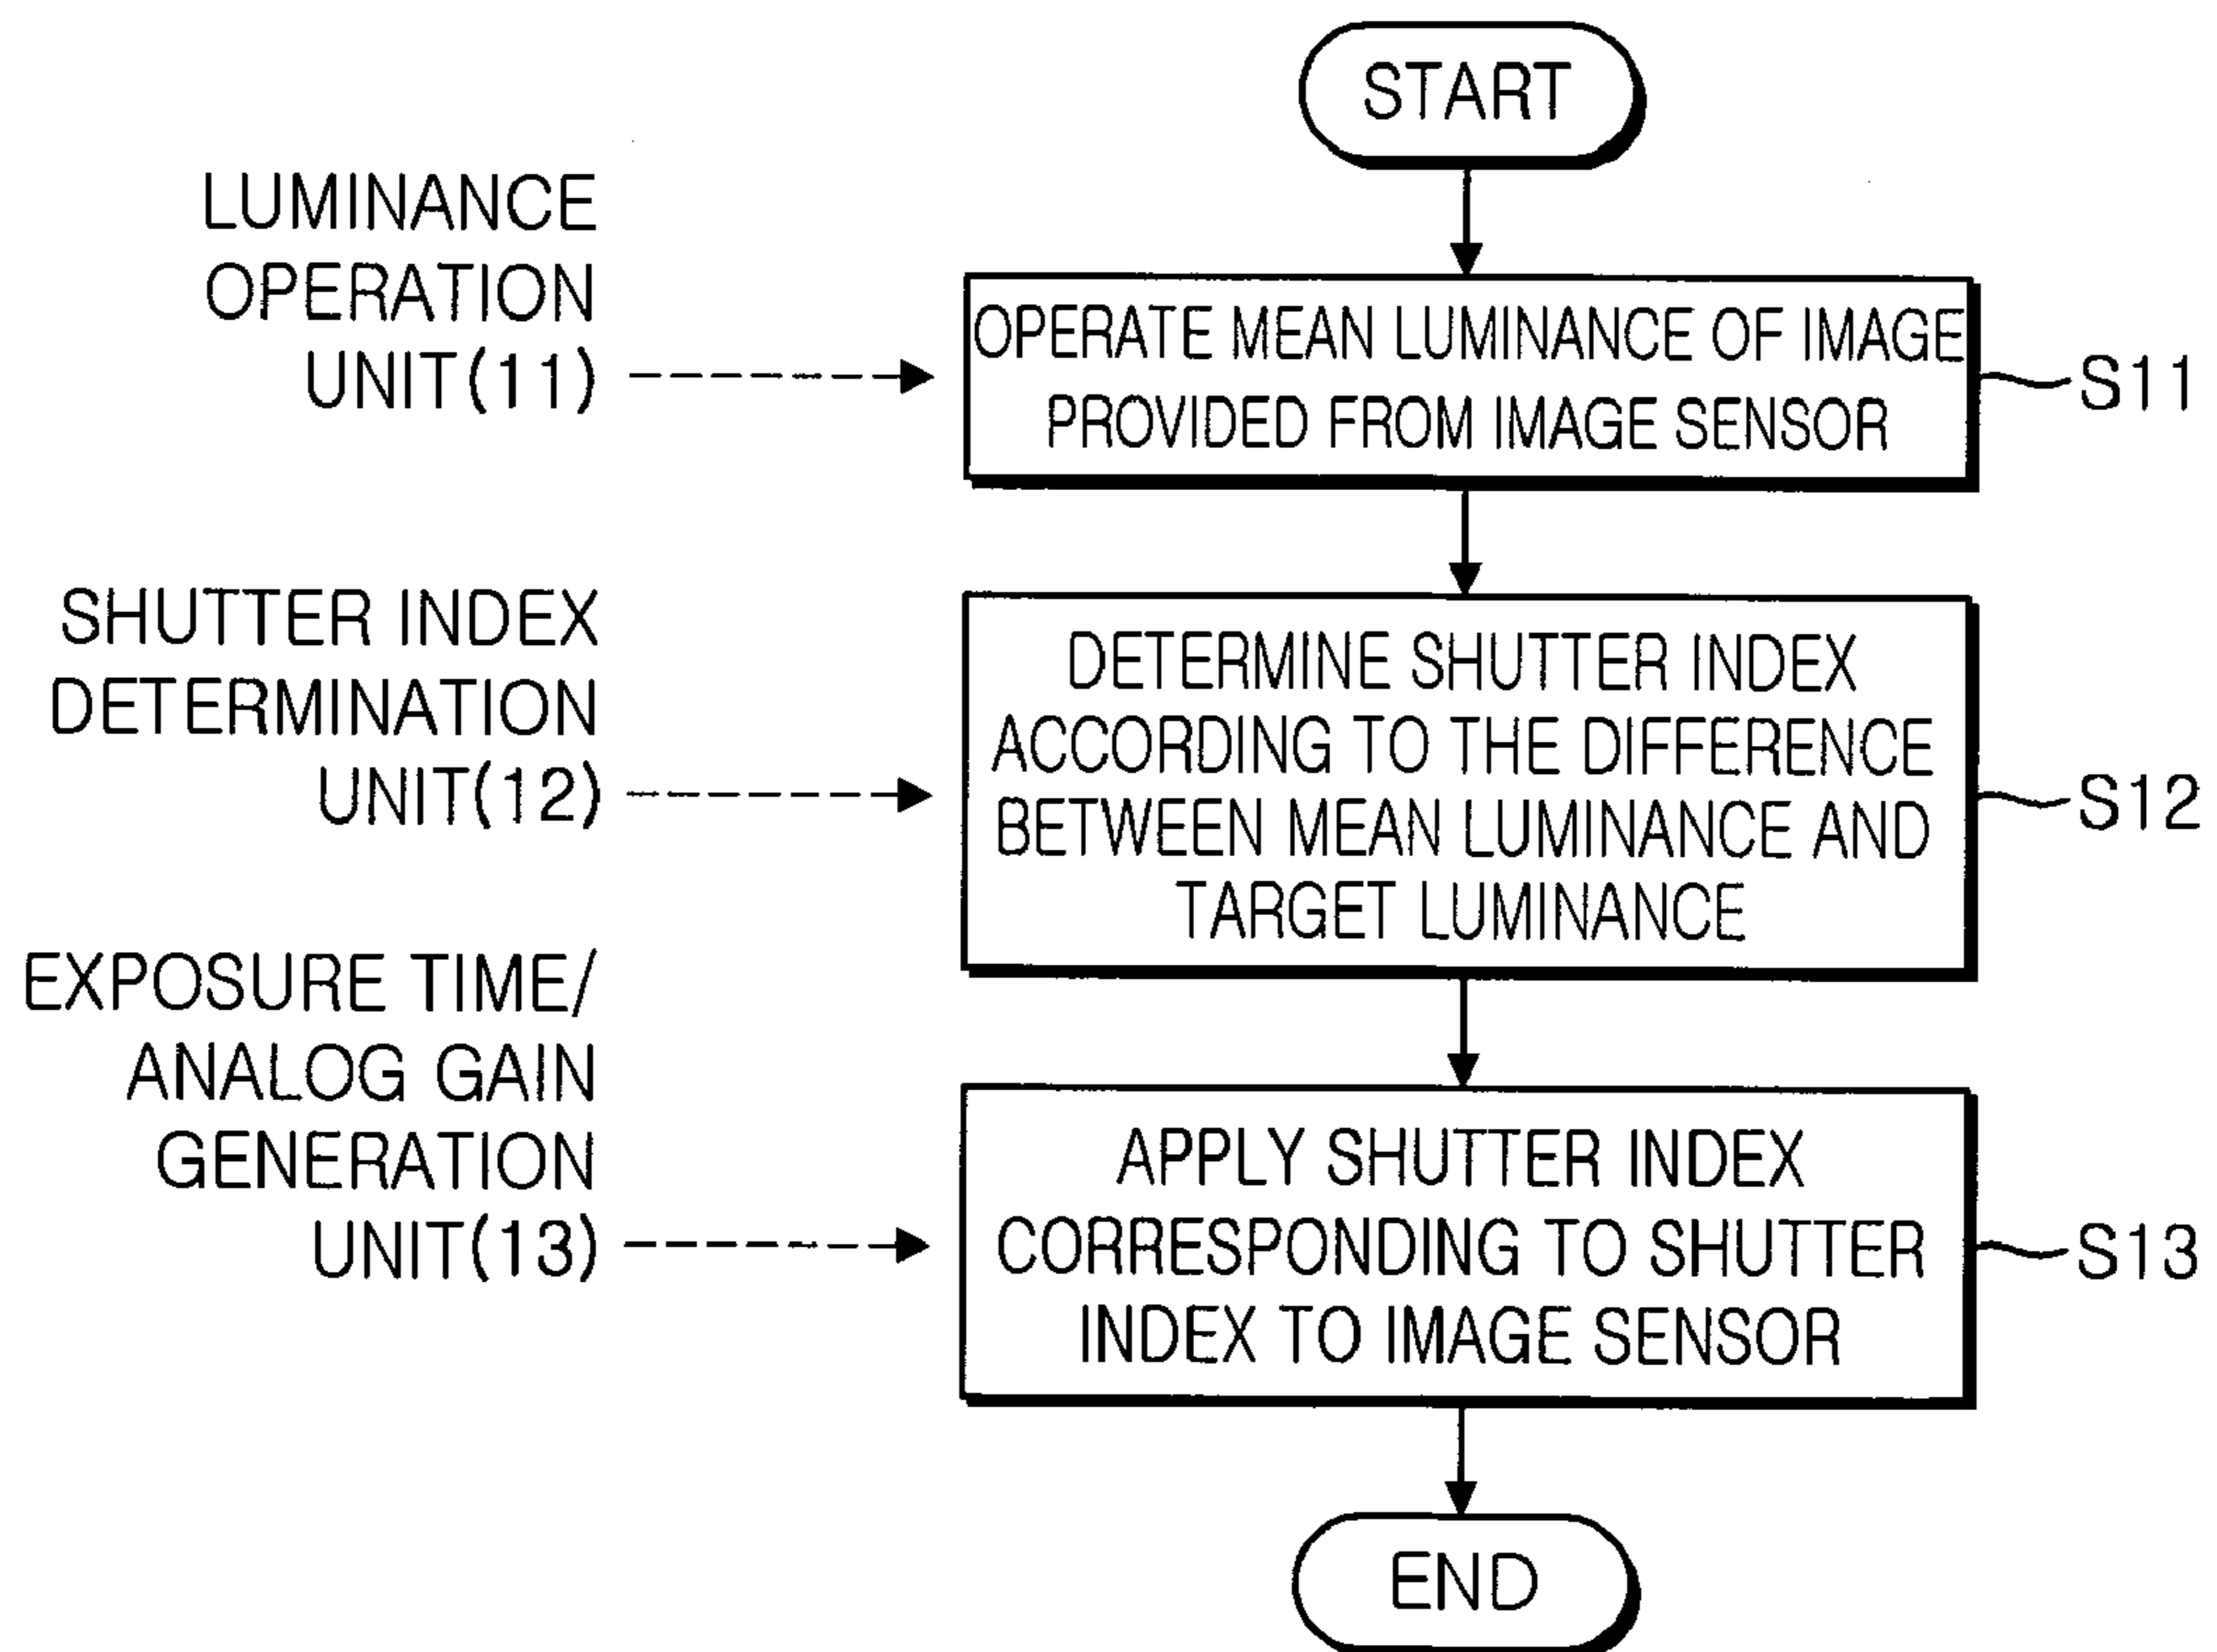 START
LUMINANCE
OPERATION
UNIT(11)
OPERATE MEAN LUMINANCE OF IMAGE
PROVIDED FROM IMAGE SENSOR
S11
SHUTTER INDEX
DETERMINATION
UNIT(12)
DETERMINE SHUTTER INDEX
ACCORDING TO THE DIFFERENCE
BETWEEN MEAN LUMINANCE AND
TARGET LUMINANCE
S12
EXPOSURE TIME/
ANALOG GAIN
GENERATION
UNIT(13)
APPLY SHUTTER INDEX
CORRESPONDING TO SHUTTER
INDEX TO IMAGE SENSOR
S13
END